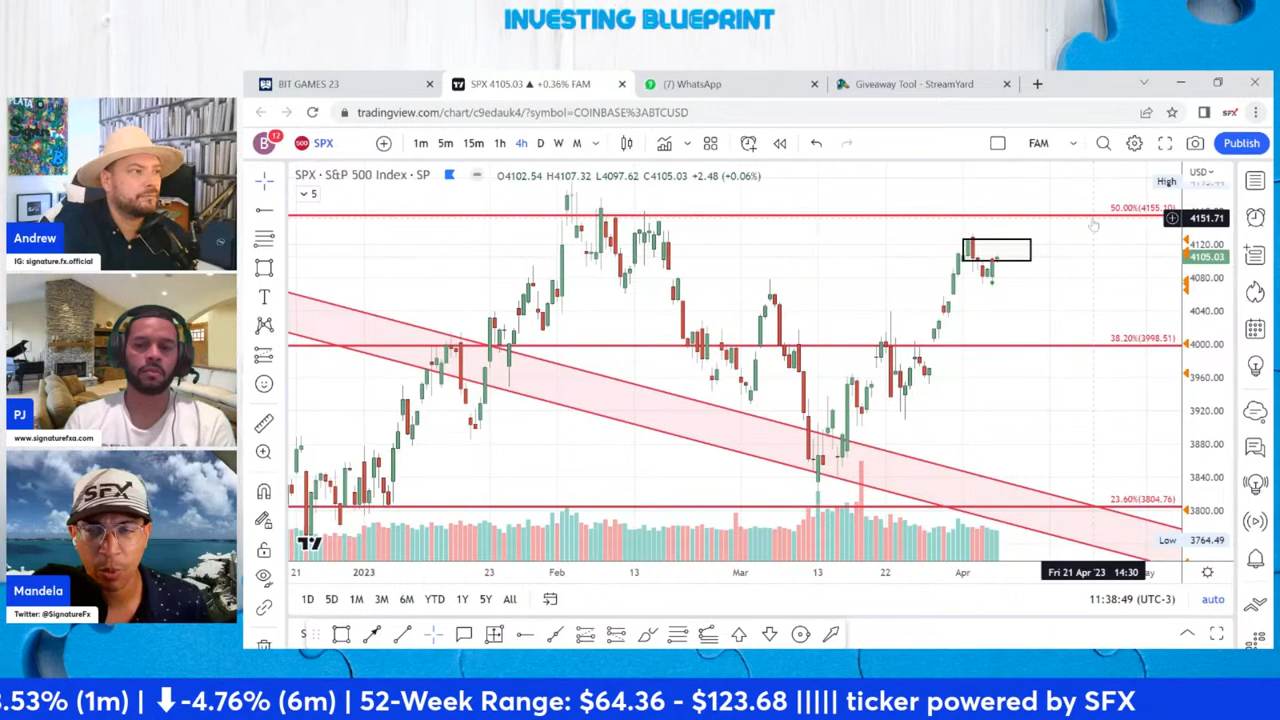 INVESTING BLUEPRINT
BIT GAMES 23
SPX 4105.03 ▲ +0.36% FAM
(7) WhatsApp
Giveaway Tool - StreamYard
tradingview.com/chart/c9edauk4/?symbol=COINBASE%3ABTCUSD
SFX
B
12
500
SPX
1m 5m 15m 1h 4h D W M
FAM
Publish
SPX · S&P 500 Index · SP
O4102.54 H4107.32 L4097.62 C4105.03 +2.48 (+0.06%)
5
USD
High
50.00%(4155.10)
4151.71
4120.00
4105.03
4080.00
4040.00
38.20%(3998.51)
4000.00
3960.00
3920.00
3880.00
3840.00
23.60%(3804.76)
3800.00
Low 3764.49
21 2023 23 Feb 13 Mar 13 22 Apr
Fri 21 Apr '23 14:30
1D 5D 1M 3M 6M YTD 1Y 5Y All
11:38:49 (UTC-3)
auto
PLATA
Andrew
IG: signature.fx.official
PJ
www.signaturefxa.com
SFX
Mandela
Twitter: @SignatureFx
3.53% (1m) | ⬇-4.76% (6m) | 52-Week Range: $64.36 - $123.68 ||||| ticker powered by SFX